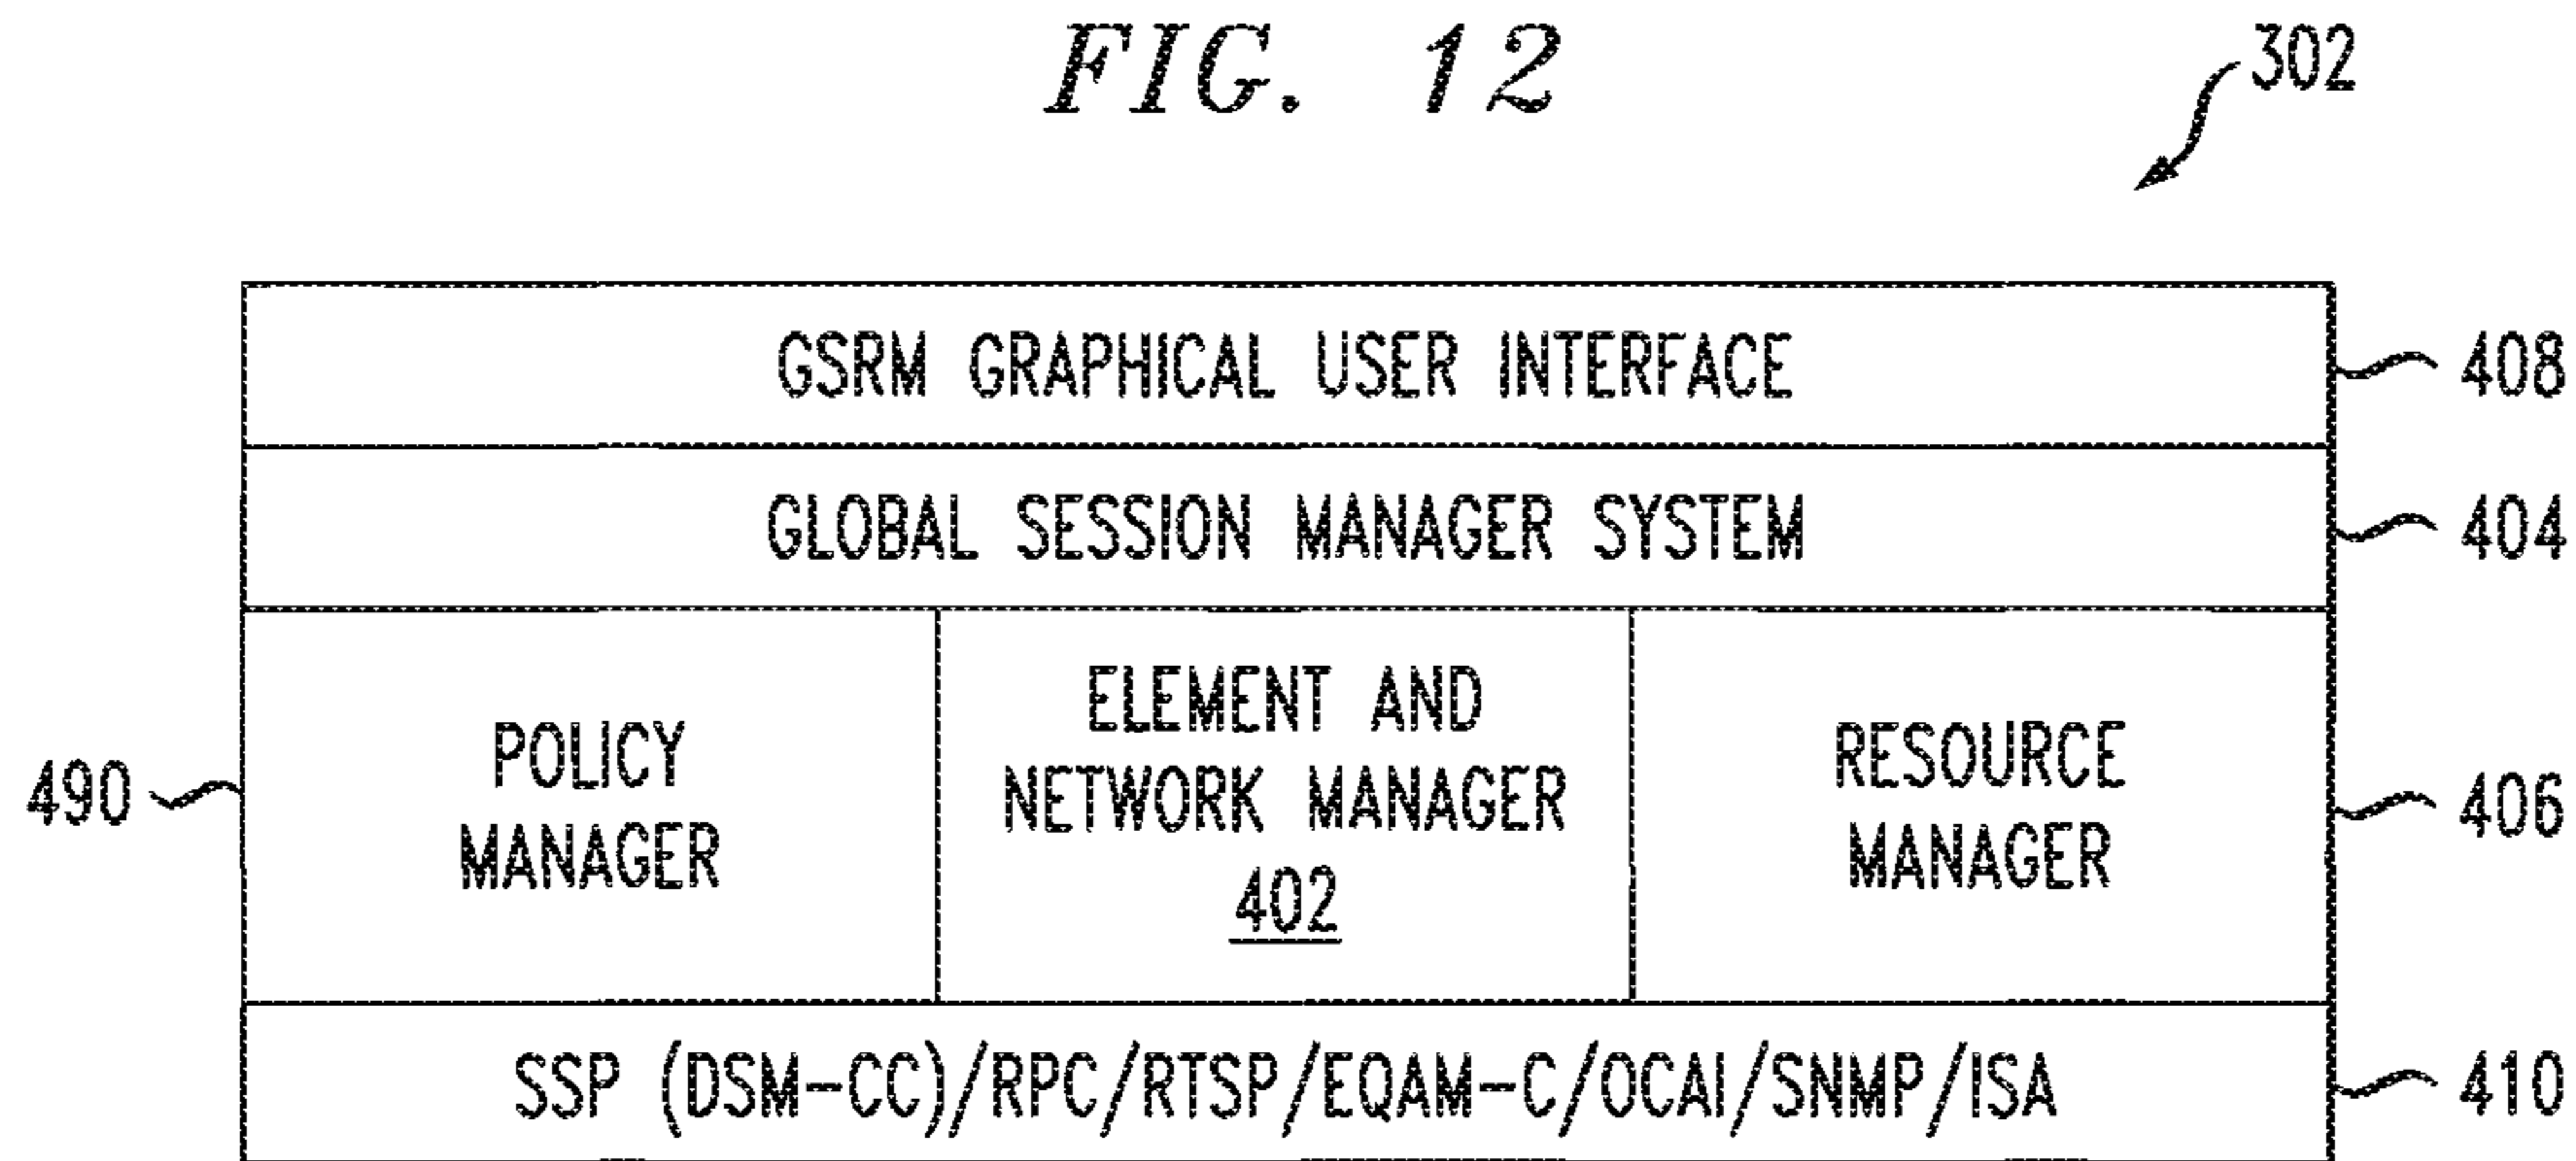 FIG. 12
302
GSRM GRAPHICAL USER INTERFACE
408
GLOBAL SESSION MANAGER SYSTEM
404
490
POLICY
MANAGER
ELEMENT AND
NETWORK MANAGER
402
RESOURCE
MANAGER
406
SSP (DSM-CC)/RPC/RTSP/EQAM-C/OCAI/SNMP/ISA
410